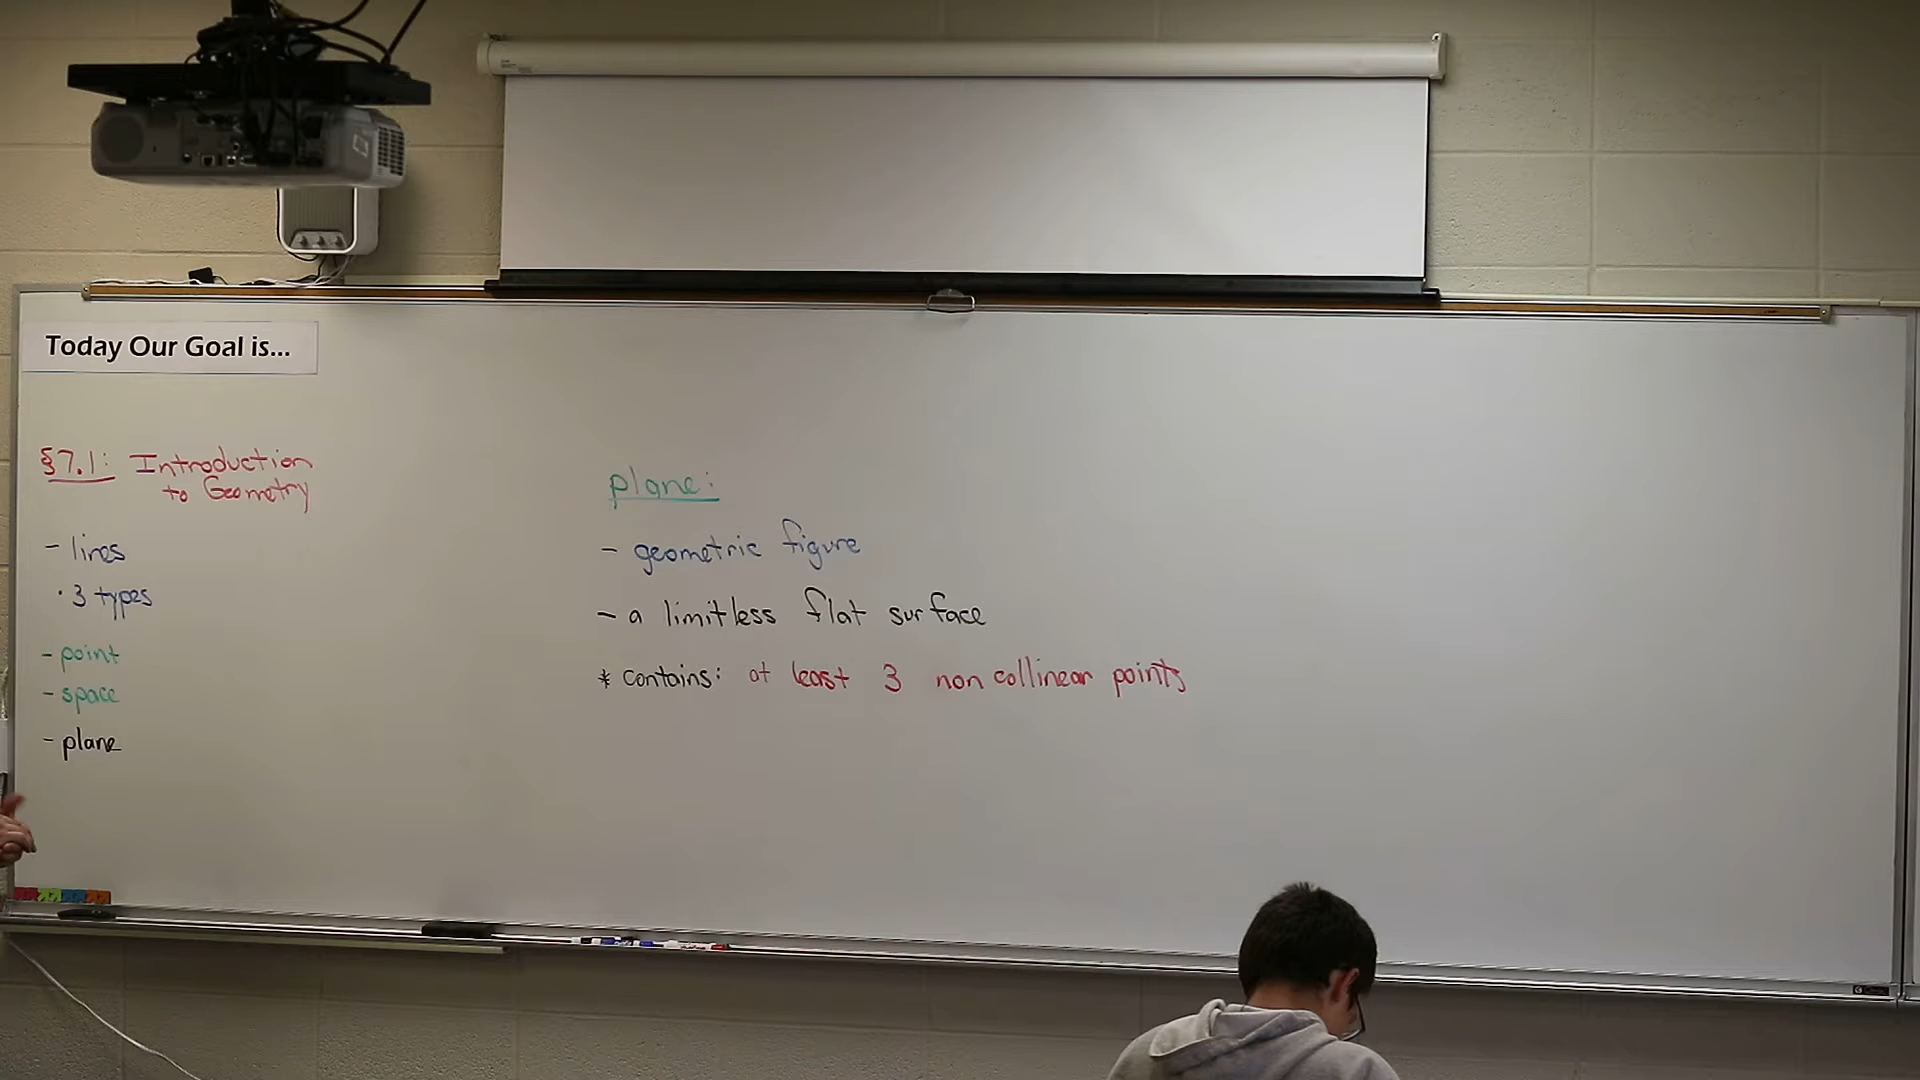 Today Our Goal is...
§7.1: Introduction
to Geometry
- lines
· 3 types
- point
- space
- plane
plane:
- geometric figure
- a limitless flat surface
* contains: at least 3 non collinear points